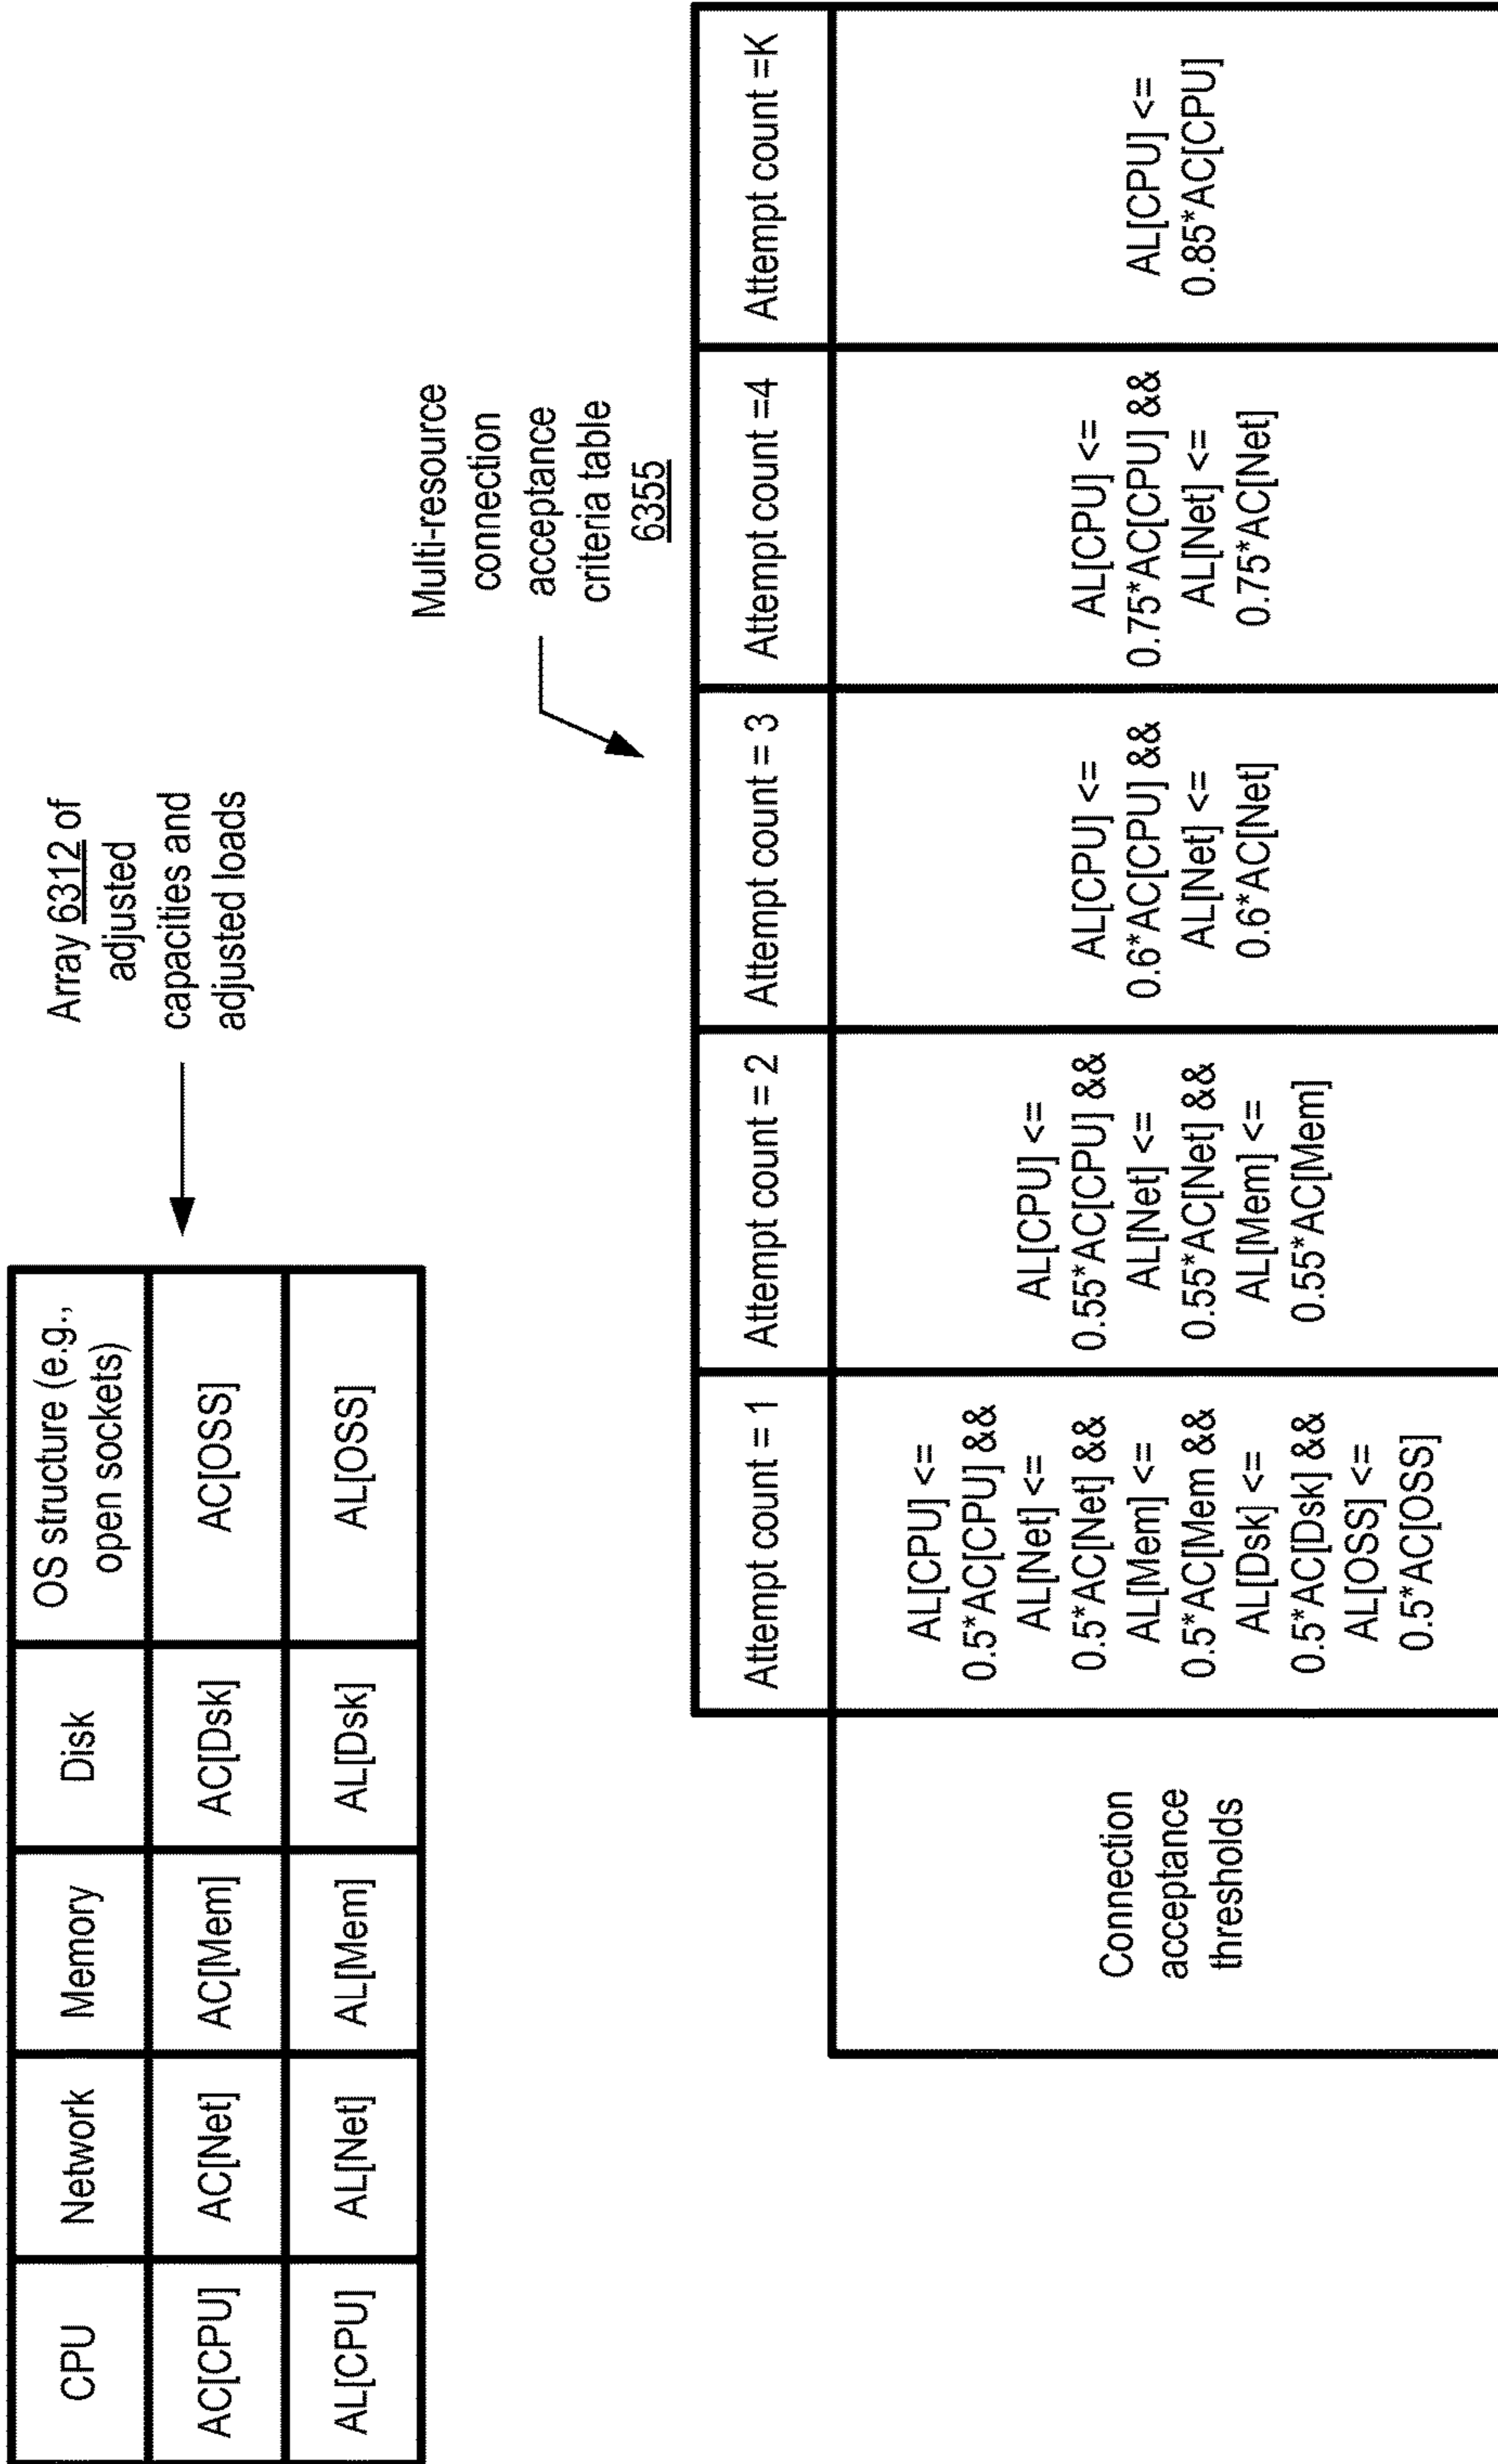 CPU
Network
Memory
Disk
OS structure (e.g.,
open sockets)
AC[CPU]
AC[Net]
AC[Mem]
AC[Dsk]
AC[OSS]
AL[CPU]
AL[Net]
AL[Mem]
AL[Dsk]
AL[OSS]
Array 6312 of
adjusted
capacities and
adjusted loads
Multi-resource
connection
acceptance
criteria table
6355
Attempt count = 1
Attempt count = 2
Attempt count = 3
Attempt count =4
Attempt count =K
Connection
acceptance
thresholds
AL[CPU] <=
0.5*AC[CPU] &&
AL[Net] <=
0.5*AC[Net] &&
AL[Mem] <=
0.5*AC[Mem &&
AL[Dsk] <=
0.5*AC[Dsk] &&
AL[OSS] <=
0.5*AC[OSS]
AL[CPU] <=
0.55*AC[CPU] &&
AL[Net] <=
0.55*AC[Net] &&
AL[Mem] <=
0.55*AC[Mem]
AL[CPU] <=
0.6*AC[CPU] &&
AL[Net] <=
0.6*AC[Net]
AL[CPU] <=
0.75*AC[CPU] &&
AL[Net] <=
0.75*AC[Net]
AL[CPU] <=
0.85*AC[CPU]